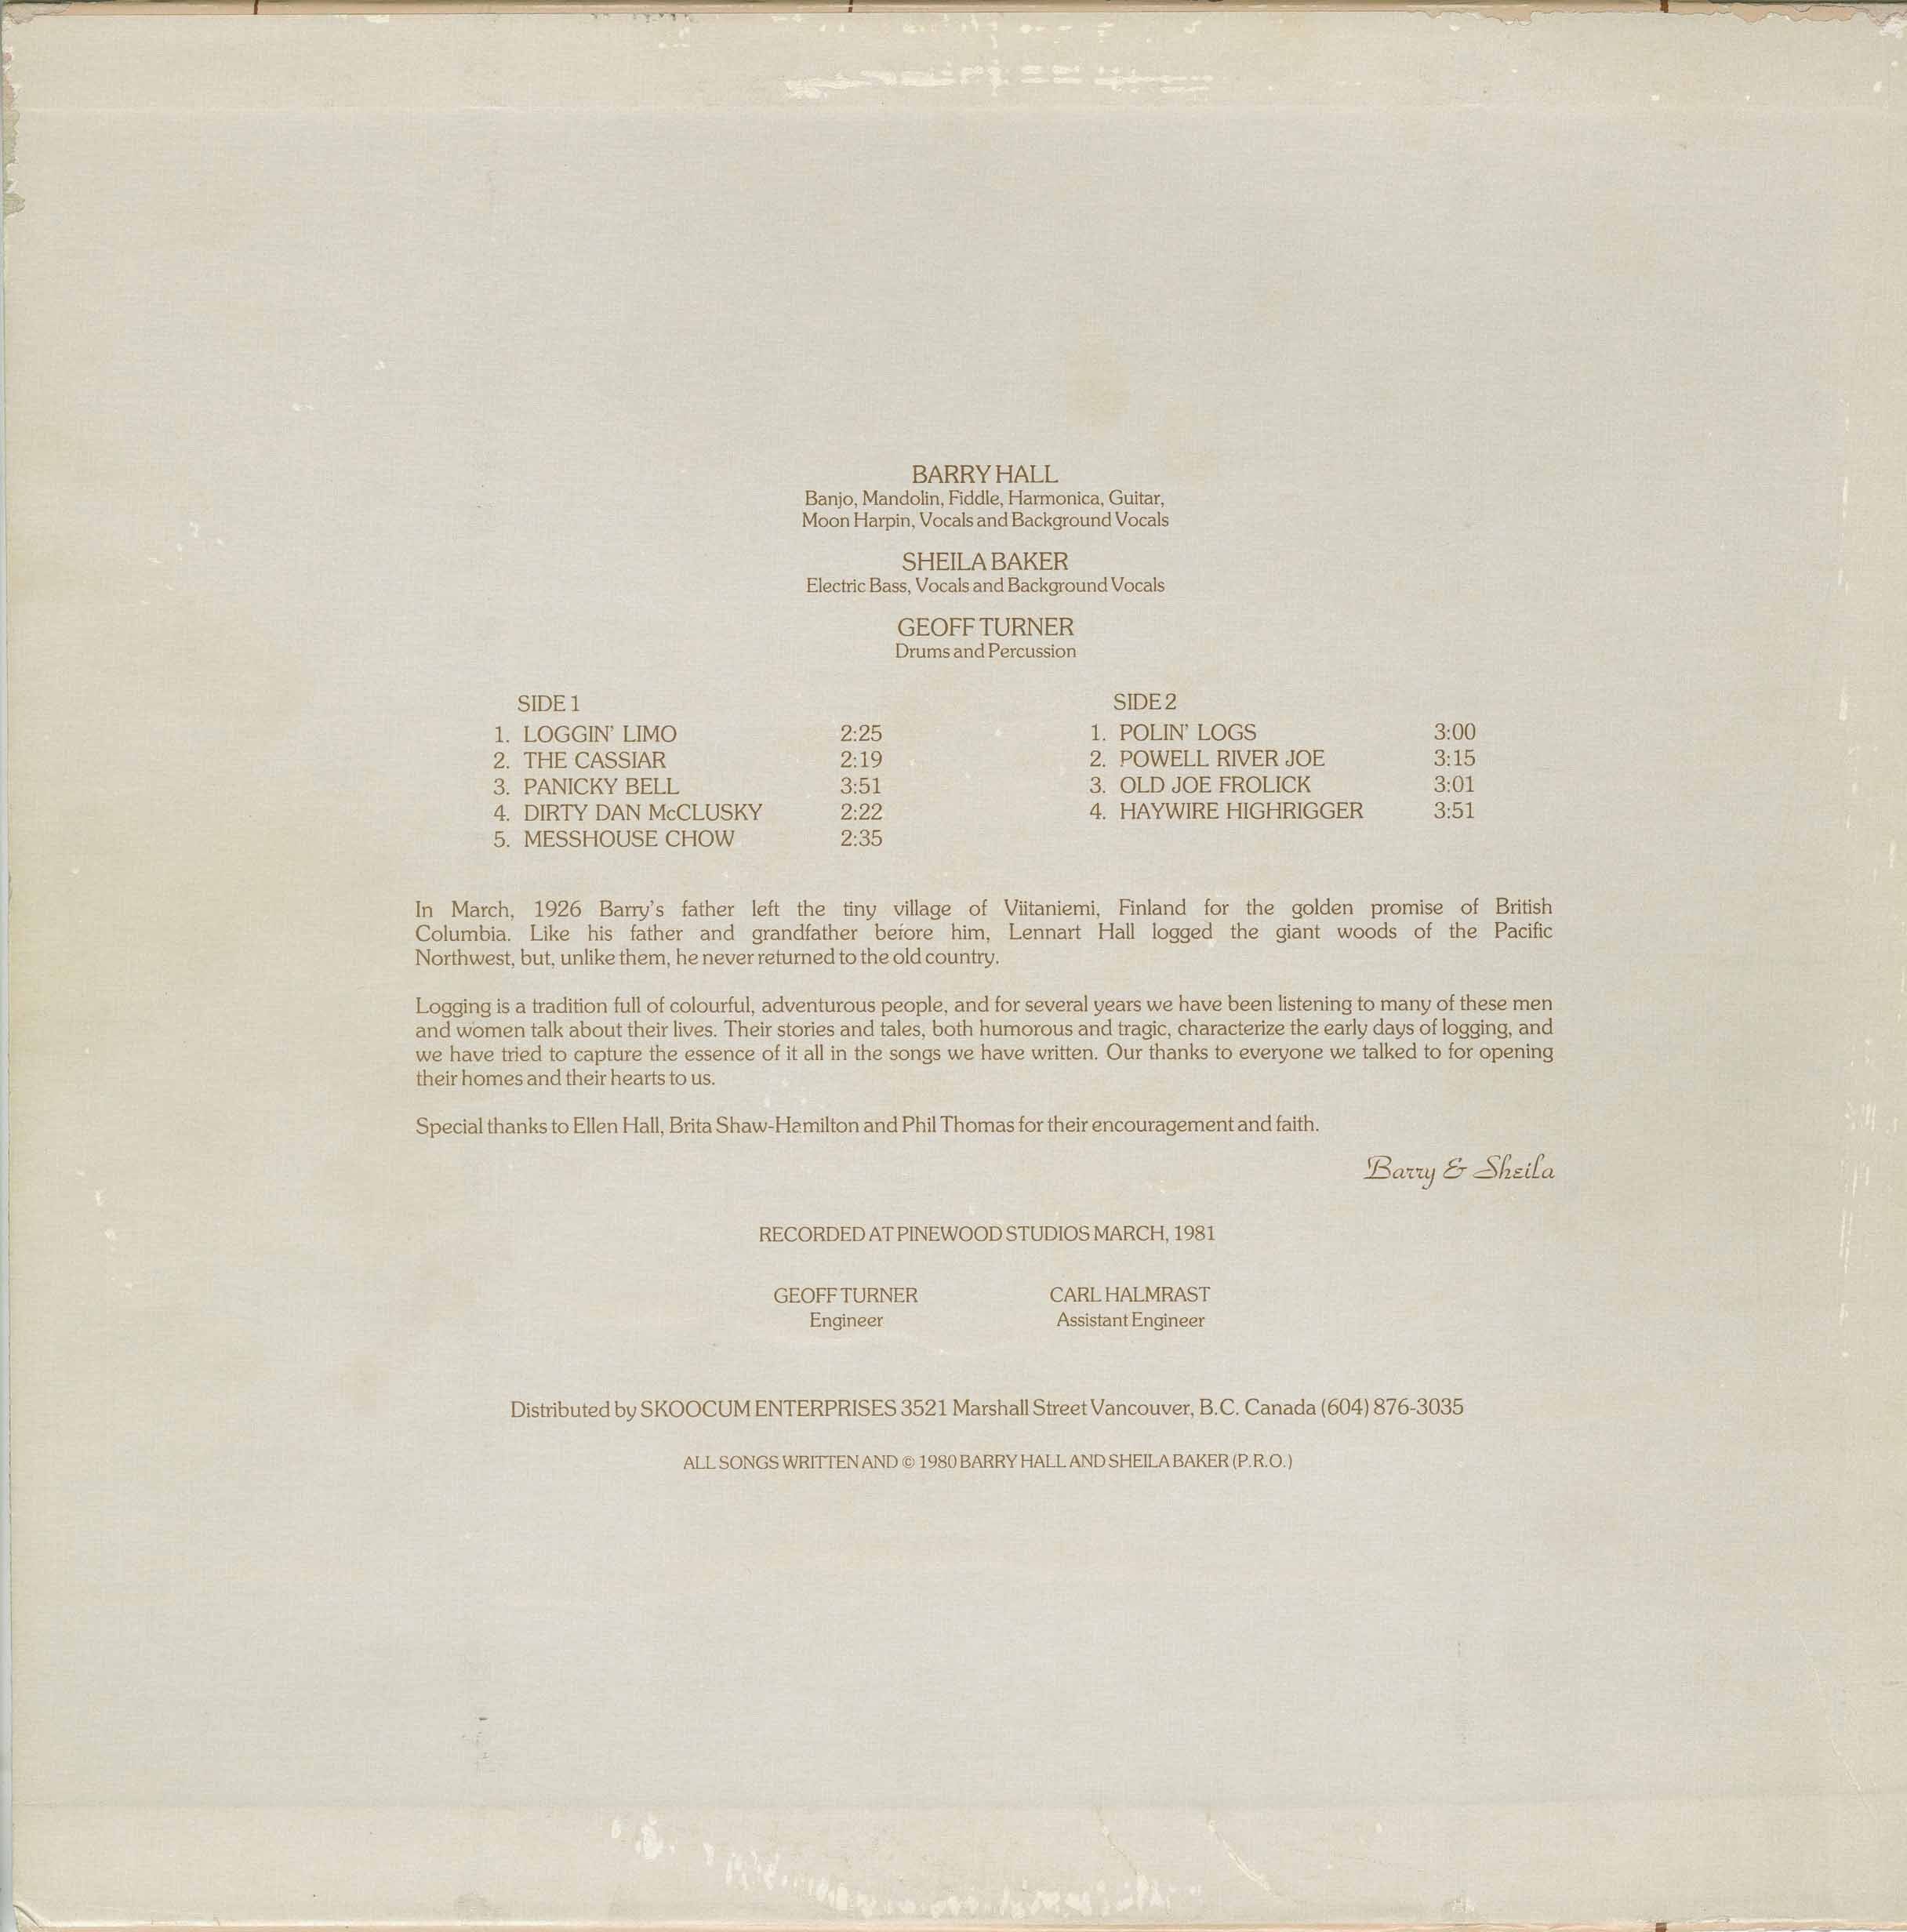 BARRY HALL
Banjo, Mandolin, Fiddle, Harmonica, Guitar,
Moon Harpin, Vocals and Background Vocals
SHEILA BAKER
Electric Bass, Vocals and Background Vocals
GEOFF TURNER
Drums and Percussion
SIDE 1
1. LOGGIN' LIMO 2:25
2. THE CASSIAR 2:19
3. PANICKY BELL 3:51
4. DIRTY DAN McCLUSKY 2:22
5. MESSHOUSE CHOW 2:35
SIDE 2
1. POLIN' LOGS 3:00
2. POWELL RIVER JOE 3:15
3. OLD JOE FROLICK 3:01
4. HAYWIRE HIGHRIGGER 3:51
In March, 1926 Barry's father left the tiny village of Viitaniemi, Finland for the golden promise of British
Columbia. Like his father and grandfather before him, Lennart Hall logged the giant woods of the Pacific
Northwest, but, unlike them, he never returned to the old country.
Logging is a tradition full of colourful, adventurous people, and for several years we have been listening to many of these men
and women talk about their lives. Their stories and tales, both humorous and tragic, characterize the early days of logging, and
we have tried to capture the essence of it all in the songs we have written. Our thanks to everyone we talked to for opening
their homes and their hearts to us.
Special thanks to Ellen Hall, Brita Shaw-Hamilton and Phil Thomas for their encouragement and faith.
Barry & Sheila
RECORDED AT PINEWOOD STUDIOS MARCH, 1981
GEOFF TURNER CARL HALMRAST
Engineer Assistant Engineer
Distributed by SKOOCUM ENTERPRISES 3521 Marshall Street Vancouver, B.C. Canada (604) 876-3035
ALL SONGS WRITTEN AND © 1980 BARRY HALL AND SHEILA BAKER (P.R.O.)